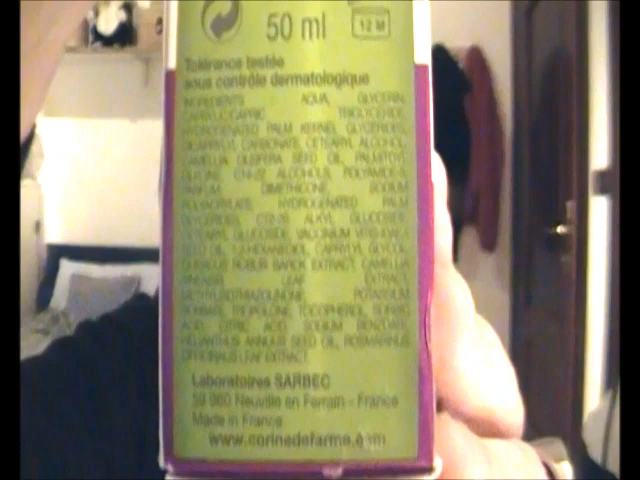 50 ml
12 M
Tolérance testée
sous contrôle dermatologique
INGREDIENTS AQUA, GLYCERIN,
CAPRYLIC/CAPRIC TRIGLYCERIDE,
HYDROGENATED PALM KERNEL GLYCERIDES,
DICAPRYLYL CARBONATE, CETEARYL ALCOHOL,
CAMELLIA OLEIFERA SEED OIL, PALMITOYL
GLYCINE, C14-22 ALCOHOLS, POLYAMIDE-5,
PARFUM, DIMETHICONE, SODIUM
POLYACRYLATE, HYDROGENATED PALM
GLYCERIDES, C12-20 ALKYL GLUCOSIDE,
CETEARYL GLUCOSIDE, VACCINIUM VITIS-IDAEA
SEED OIL, 1,2-HEXANEDIOL, CAPRYLYL GLYCOL,
QUERCUS ROBUR BARK EXTRACT, CAMELLIA
SINENSIS LEAF EXTRACT,
METHYLISOTHIAZOLINONE, POTASSIUM
SORBATE, TROPOLONE, TOCOPHEROL, SORBIC
ACID, CITRIC ACID, SODIUM BENZOATE,
HELIANTHUS ANNUUS SEED OIL, ROSMARINUS
OFFICINALIS LEAF EXTRACT.
Laboratoires SARBEC
59 960 Neuville en Ferrain - France
Made in France
www.corinedefarme.com